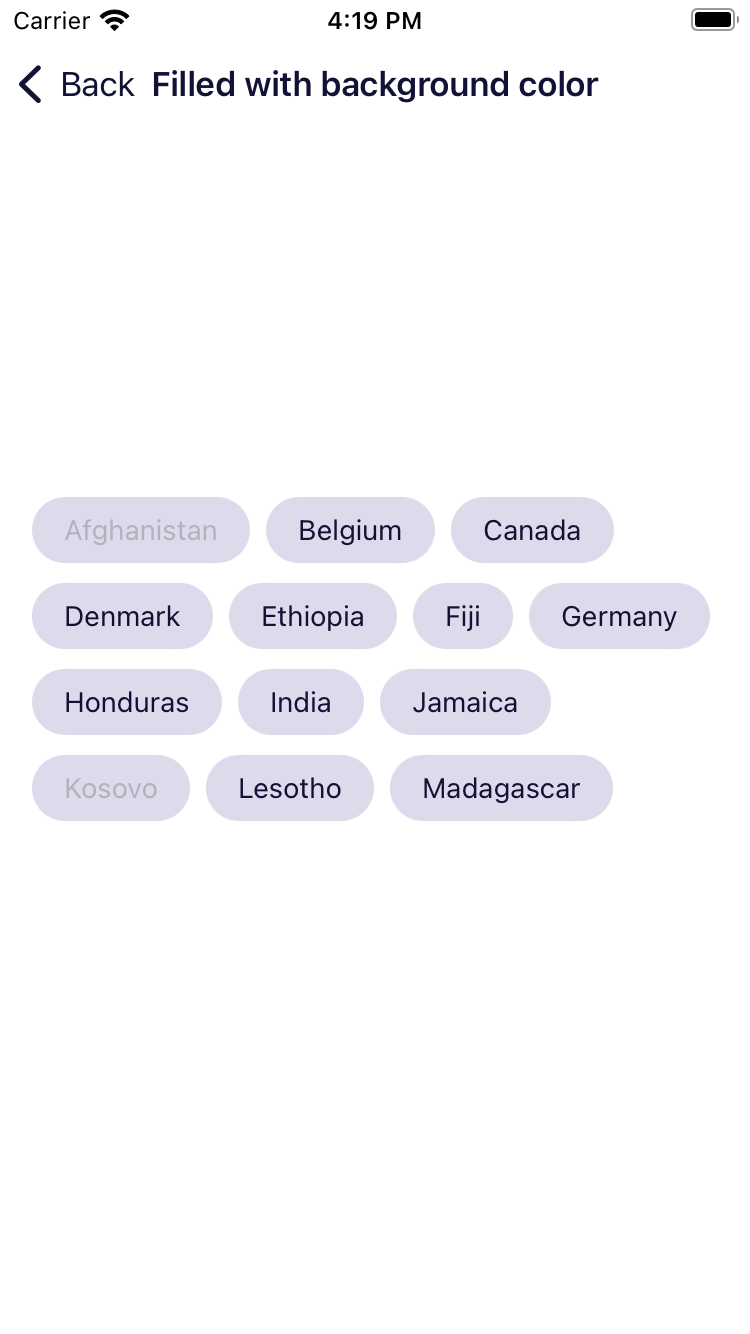 Carrier 4:19 PM
Back Filled with background color
Afghanistan Belgium Canada
Denmark Ethiopia Fiji Germany
Honduras India Jamaica
Kosovo Lesotho Madagascar